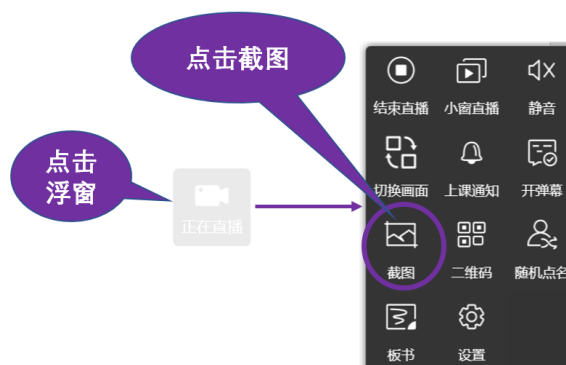 点击截图
点击
浮窗
正在直播
结束直播 小窗直播 静音
切换画面 上课通知 开弹幕
截图 二维码 随机点名
板书 设置